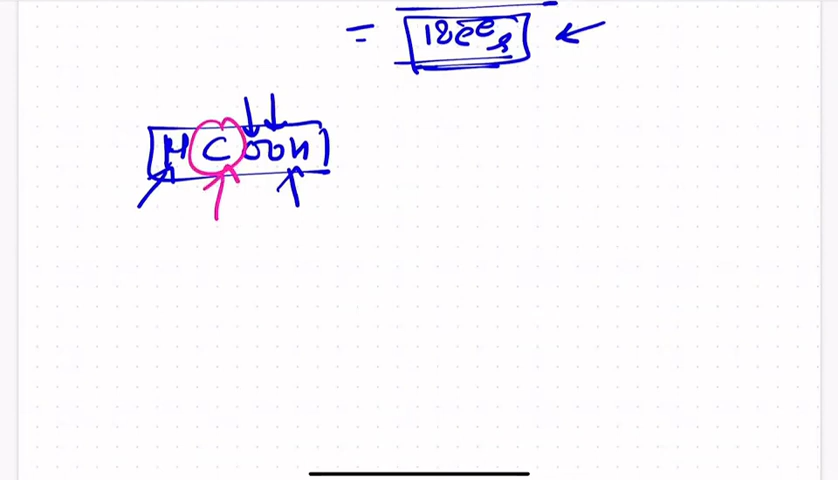 = 18e̅e̅s
HCOOH